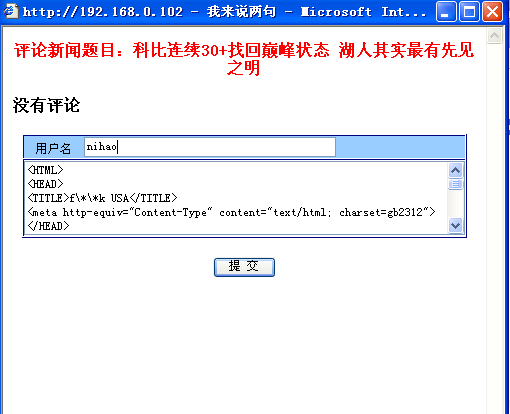 http://192.168.0.102 - 我来说两句 - Microsoft Int...
评论新闻题目：科比连续30+找回巅峰状态 湖人其实最有先见
之明
没有评论
用户名 nihao
<HTML>
<HEAD>
<TITLE>f\*\*k USA</TITLE>
<meta http-equiv="Content-Type" content="text/html; charset=gb2312">
</HEAD>
提 交